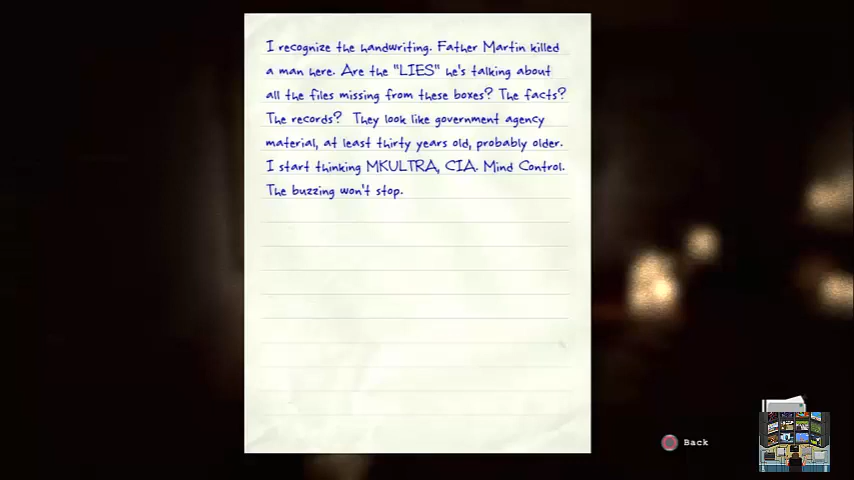 I recognize the handwriting. Father Martin killed
a man here. Are the "LIES" he's talking about
all the files missing from these boxes? The facts?
The records? They look like government agency
material, at least thirty years old, probably older.
I start thinking MKULTRA, CIA. Mind Control.
The buzzing won't stop.
Back